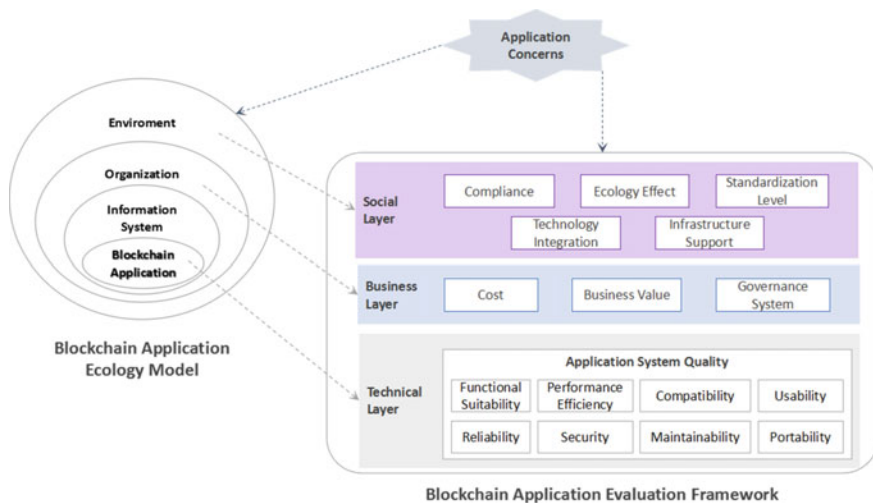 Application
Concerns
Enviroment
Organization
Information
System
Blockchain
Application
Blockchain Application
Ecology Model
Social
Layer
Compliance
Ecology Effect
Standardization
Level
Technology
Integration
Infrastructure
Support
Business
Layer
Cost
Business Value
Governance
System
Technical
Layer
Application System Quality
Functional
Suitability
Performance
Efficiency
Compatibility
Usability
Reliability
Security
Maintainability
Portability
Blockchain Application Evaluation Framework